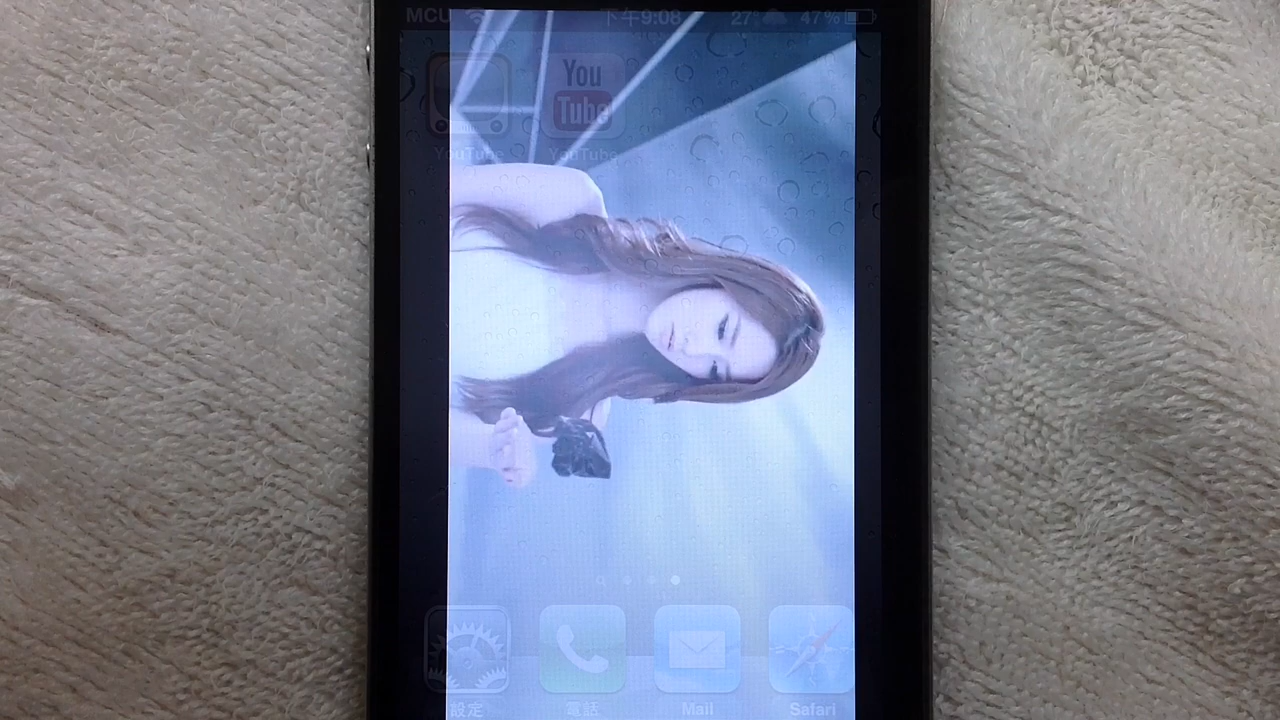 MCU 下午9:08 27° 47%
You
Tube
YouTube YouTube
設定 電話 Mail Safari